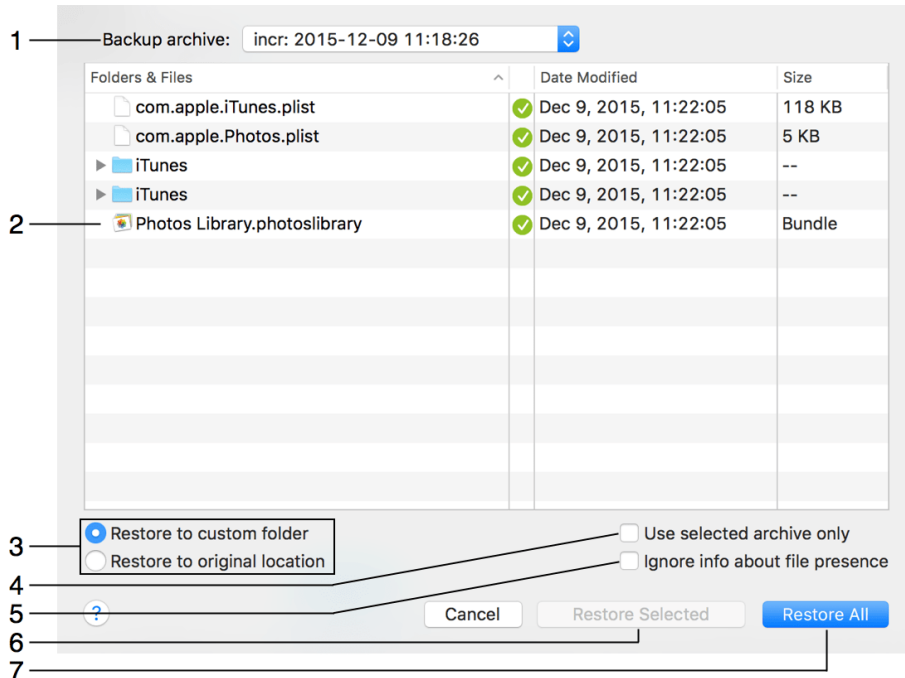 1
Backup archive: incr: 2015-12-09 11:18:26
Folders & Files Date Modified Size
com.apple.iTunes.plist Dec 9, 2015, 11:22:05 118 KB
com.apple.Photos.plist Dec 9, 2015, 11:22:05 5 KB
iTunes Dec 9, 2015, 11:22:05 --
iTunes Dec 9, 2015, 11:22:05 --
2
Photos Library.photoslibrary Dec 9, 2015, 11:22:05 Bundle
3
Restore to custom folder Use selected archive only
Restore to original location Ignore info about file presence
4
5
? Cancel Restore Selected Restore All
6
7